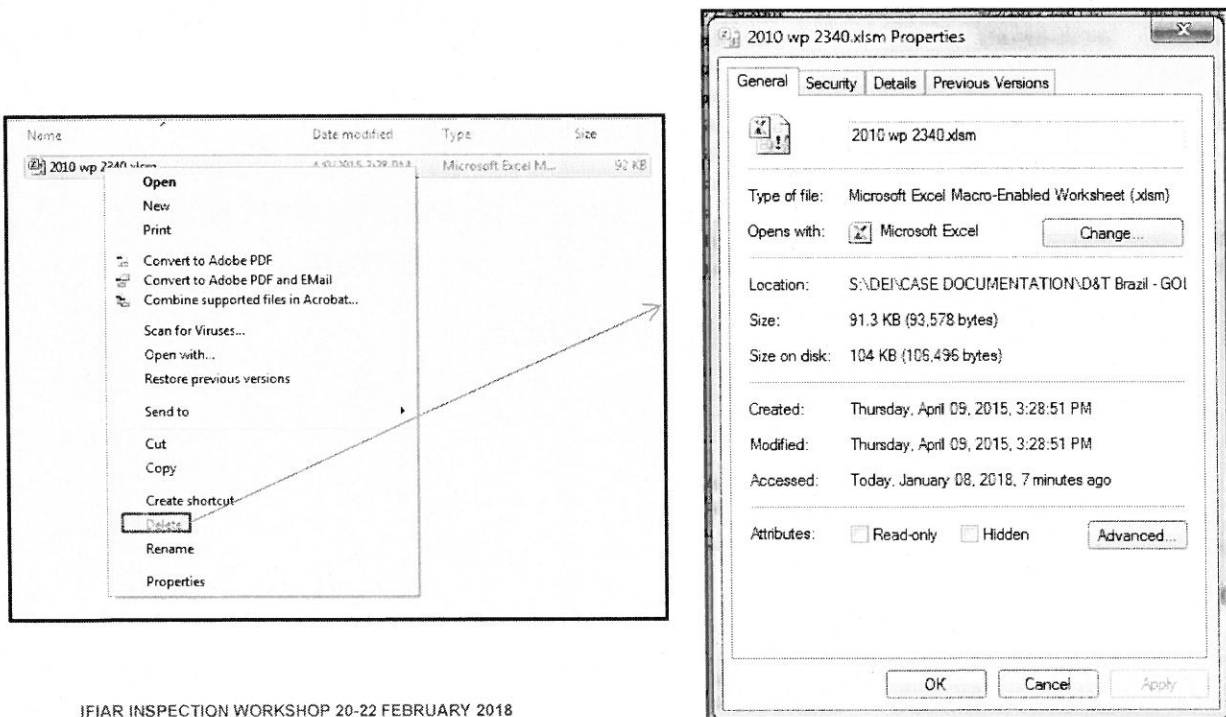 Name Date modified Type Size
2010 wp 2340.xlsm Microsoft Excel M... 92 KB
Open
New
Print
Convert to Adobe PDF
Convert to Adobe PDF and EMail
Combine supported files in Acrobat...
Scan for Viruses...
Open with...
Restore previous versions
Send to
Cut
Copy
Create shortcut
Delete
Rename
Properties
2010 wp 2340.xlsm Properties
General Security Details Previous Versions
2010 wp 2340.xlsm
Type of file: Microsoft Excel Macro-Enabled Worksheet (.xlsm)
Opens with: Microsoft Excel Change...
Location: S:\DEI\CASE DOCUMENTATION\D&T Brazil - GOL
Size: 91.3 KB (93,578 bytes)
Size on disk: 104 KB (106,496 bytes)
Created: Thursday, April 09, 2015, 3:28:51 PM
Modified: Thursday, April 09, 2015, 3:28:51 PM
Accessed: Today, January 08, 2018, 7 minutes ago
Attributes: Read-only Hidden Advanced...
OK Cancel Apply
IFIAR INSPECTION WORKSHOP 20-22 FEBRUARY 2018